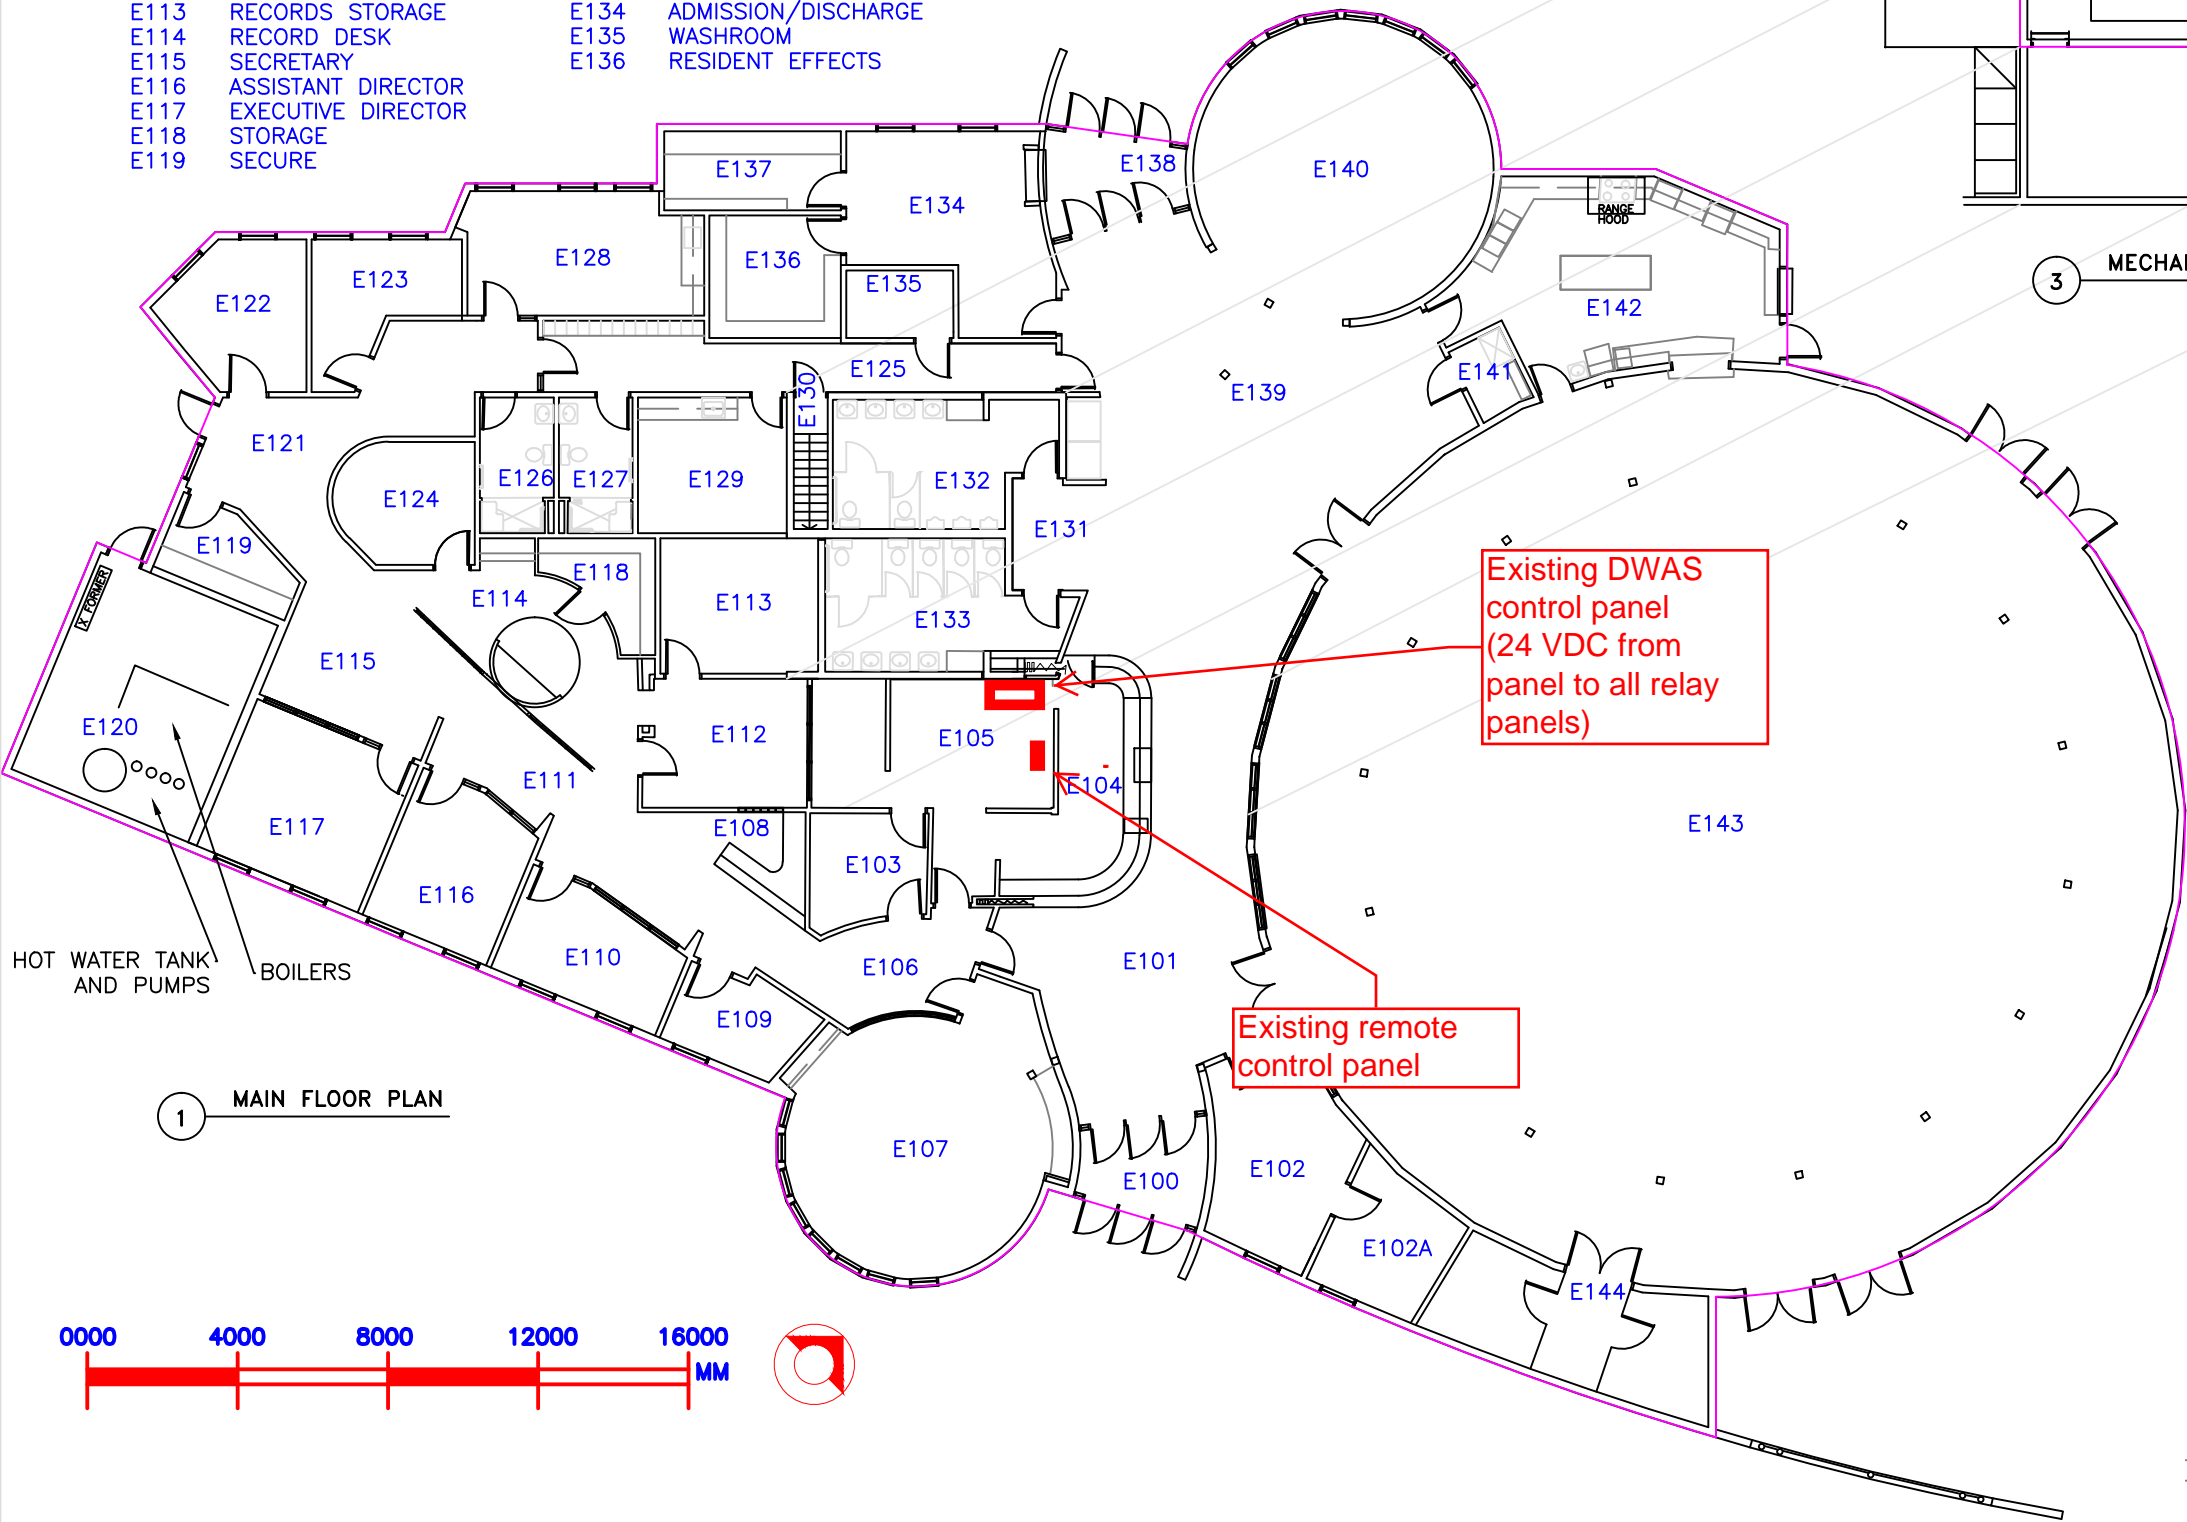 E113 RECORDS STORAGE
E114 RECORD DESK
E115 SECRETARY
E116 ASSISTANT DIRECTOR
E117 EXECUTIVE DIRECTOR
E118 STORAGE
E119 SECURE
E134 ADMISSION/DISCHARGE
E135 WASHROOM
E136 RESIDENT EFFECTS
E137
E138
E140
E134
RANGE
HOOD
E128
E136
E135
E123
E122
E142
3 MECHA
E125
E130
E141
E139
E121
E126
E127
E129
E132
E124
E131
E119
E118
E114
E113
E133
X FORMER
Existing DWAS
control panel
(24 VDC from
panel to all relay
panels)
E115
E120
E112
E105
E111
E104
E117
E108
E103
E143
E116
E110
E106
E101
HOT WATER TANK
AND PUMPS
BOILERS
E109
Existing remote
control panel
1 MAIN FLOOR PLAN
E107
E100
E102
E102A
E144
0000 4000 8000 12000 16000
MM